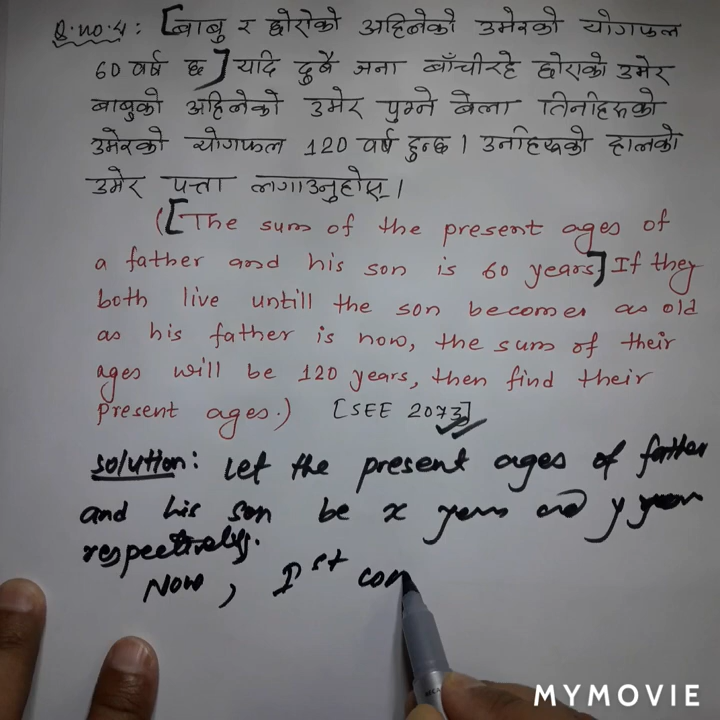 Q.no.4: [बाबु र छोरोको अहिलेको उमेरको योगफल
60 वर्ष छ] यदि दुबै जना बाँचीरहे छोराको उमेर
बाबुको अहिलेको उमेर पुग्ने बेला तिनीहरूको
उमेरको योगफल 120 वर्ष हुन्छ । उनीहरूको हालको
उमेर पत्ता लगाउनुहोस् ।
([The sum of the present ages of
a father and his son is 60 years] If they
both live untill the son becomes as old
as his father is now, the sum of their
ages will be 120 years, then find their
present ages.) [SEE 2073]
solution: Let the present ages of father
and his son be x years and y years
respectively.
Now, Ist con
MYMOVIE